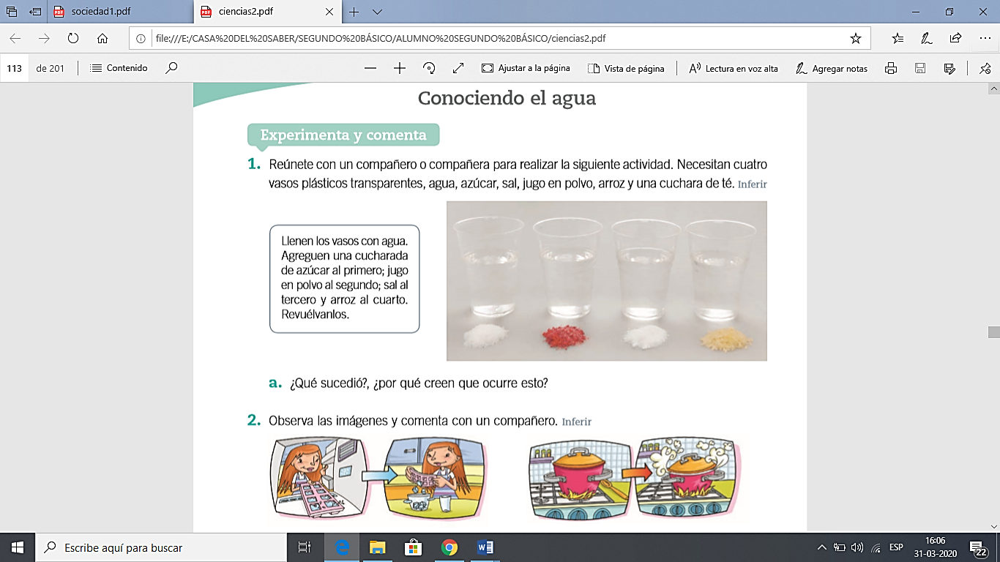 sociedad1.pdf
ciencias2.pdf
file:///E:/CASA%20DEL%20SABER/SEGUNDO%20BÁSICO/ALUMNO%20SEGUNDO%20BÁSICO/ciencias2.pdf
113 de 201 Contenido Ajustar a la página Vista de página Lectura en voz alta Agregar notas
Conociendo el agua
Experimenta y comenta
1. Reúnete con un compañero o compañera para realizar la siguiente actividad. Necesitan cuatro
vasos plásticos transparentes, agua, azúcar, sal, jugo en polvo, arroz y una cuchara de té. Inferir
Llenen los vasos con agua.
Agreguen una cucharada
de azúcar al primero; jugo
en polvo al segundo; sal al
tercero y arroz al cuarto.
Revuélvanlos.
a. ¿Qué sucedió?, ¿por qué creen que ocurre esto?
2. Observa las imágenes y comenta con un compañero. Inferir
Escribe aquí para buscar
ESP
16:06
31-03-2020
22